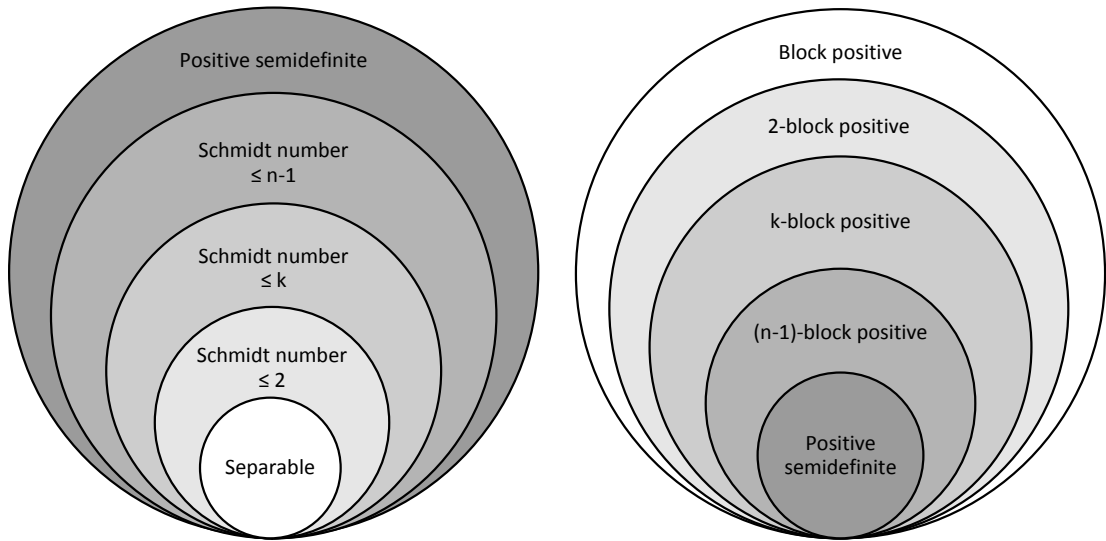 Positive semidefinite
Schmidt number
≤ n-1
Schmidt number
≤ k
Schmidt number
≤ 2
Separable
Block positive
2-block positive
k-block positive
(n-1)-block positive
Positive
semidefinite